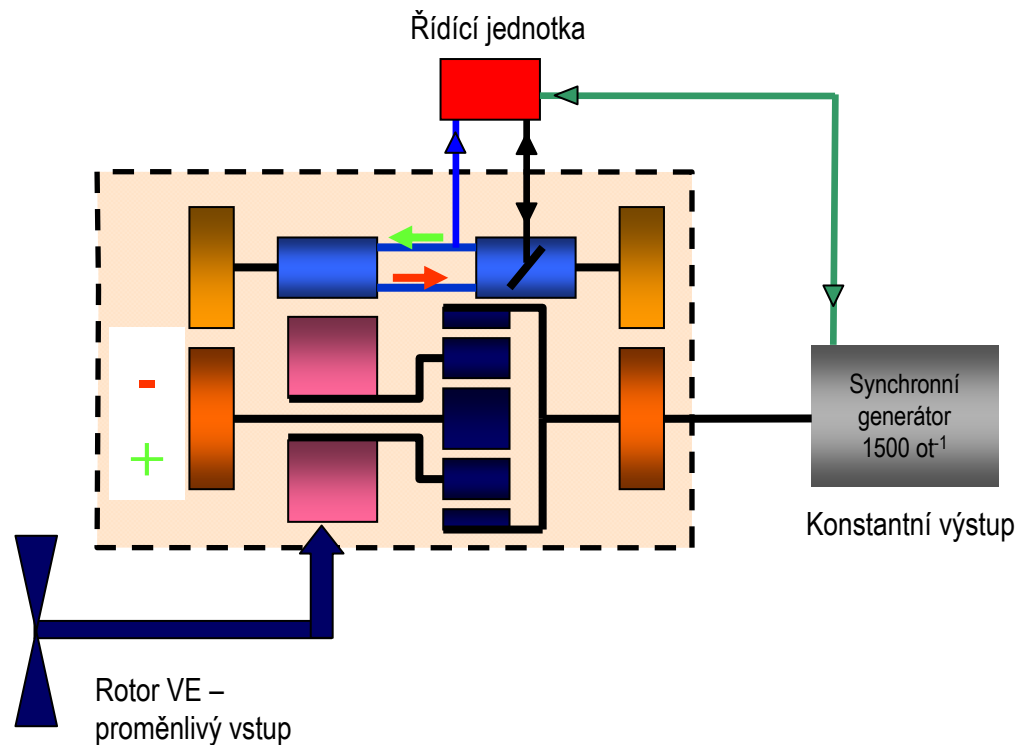 Řídící jednotka
-
+
Synchronní
generátor
1500 ot-1
Konstantní výstup
Rotor VE –
proměnlivý vstup